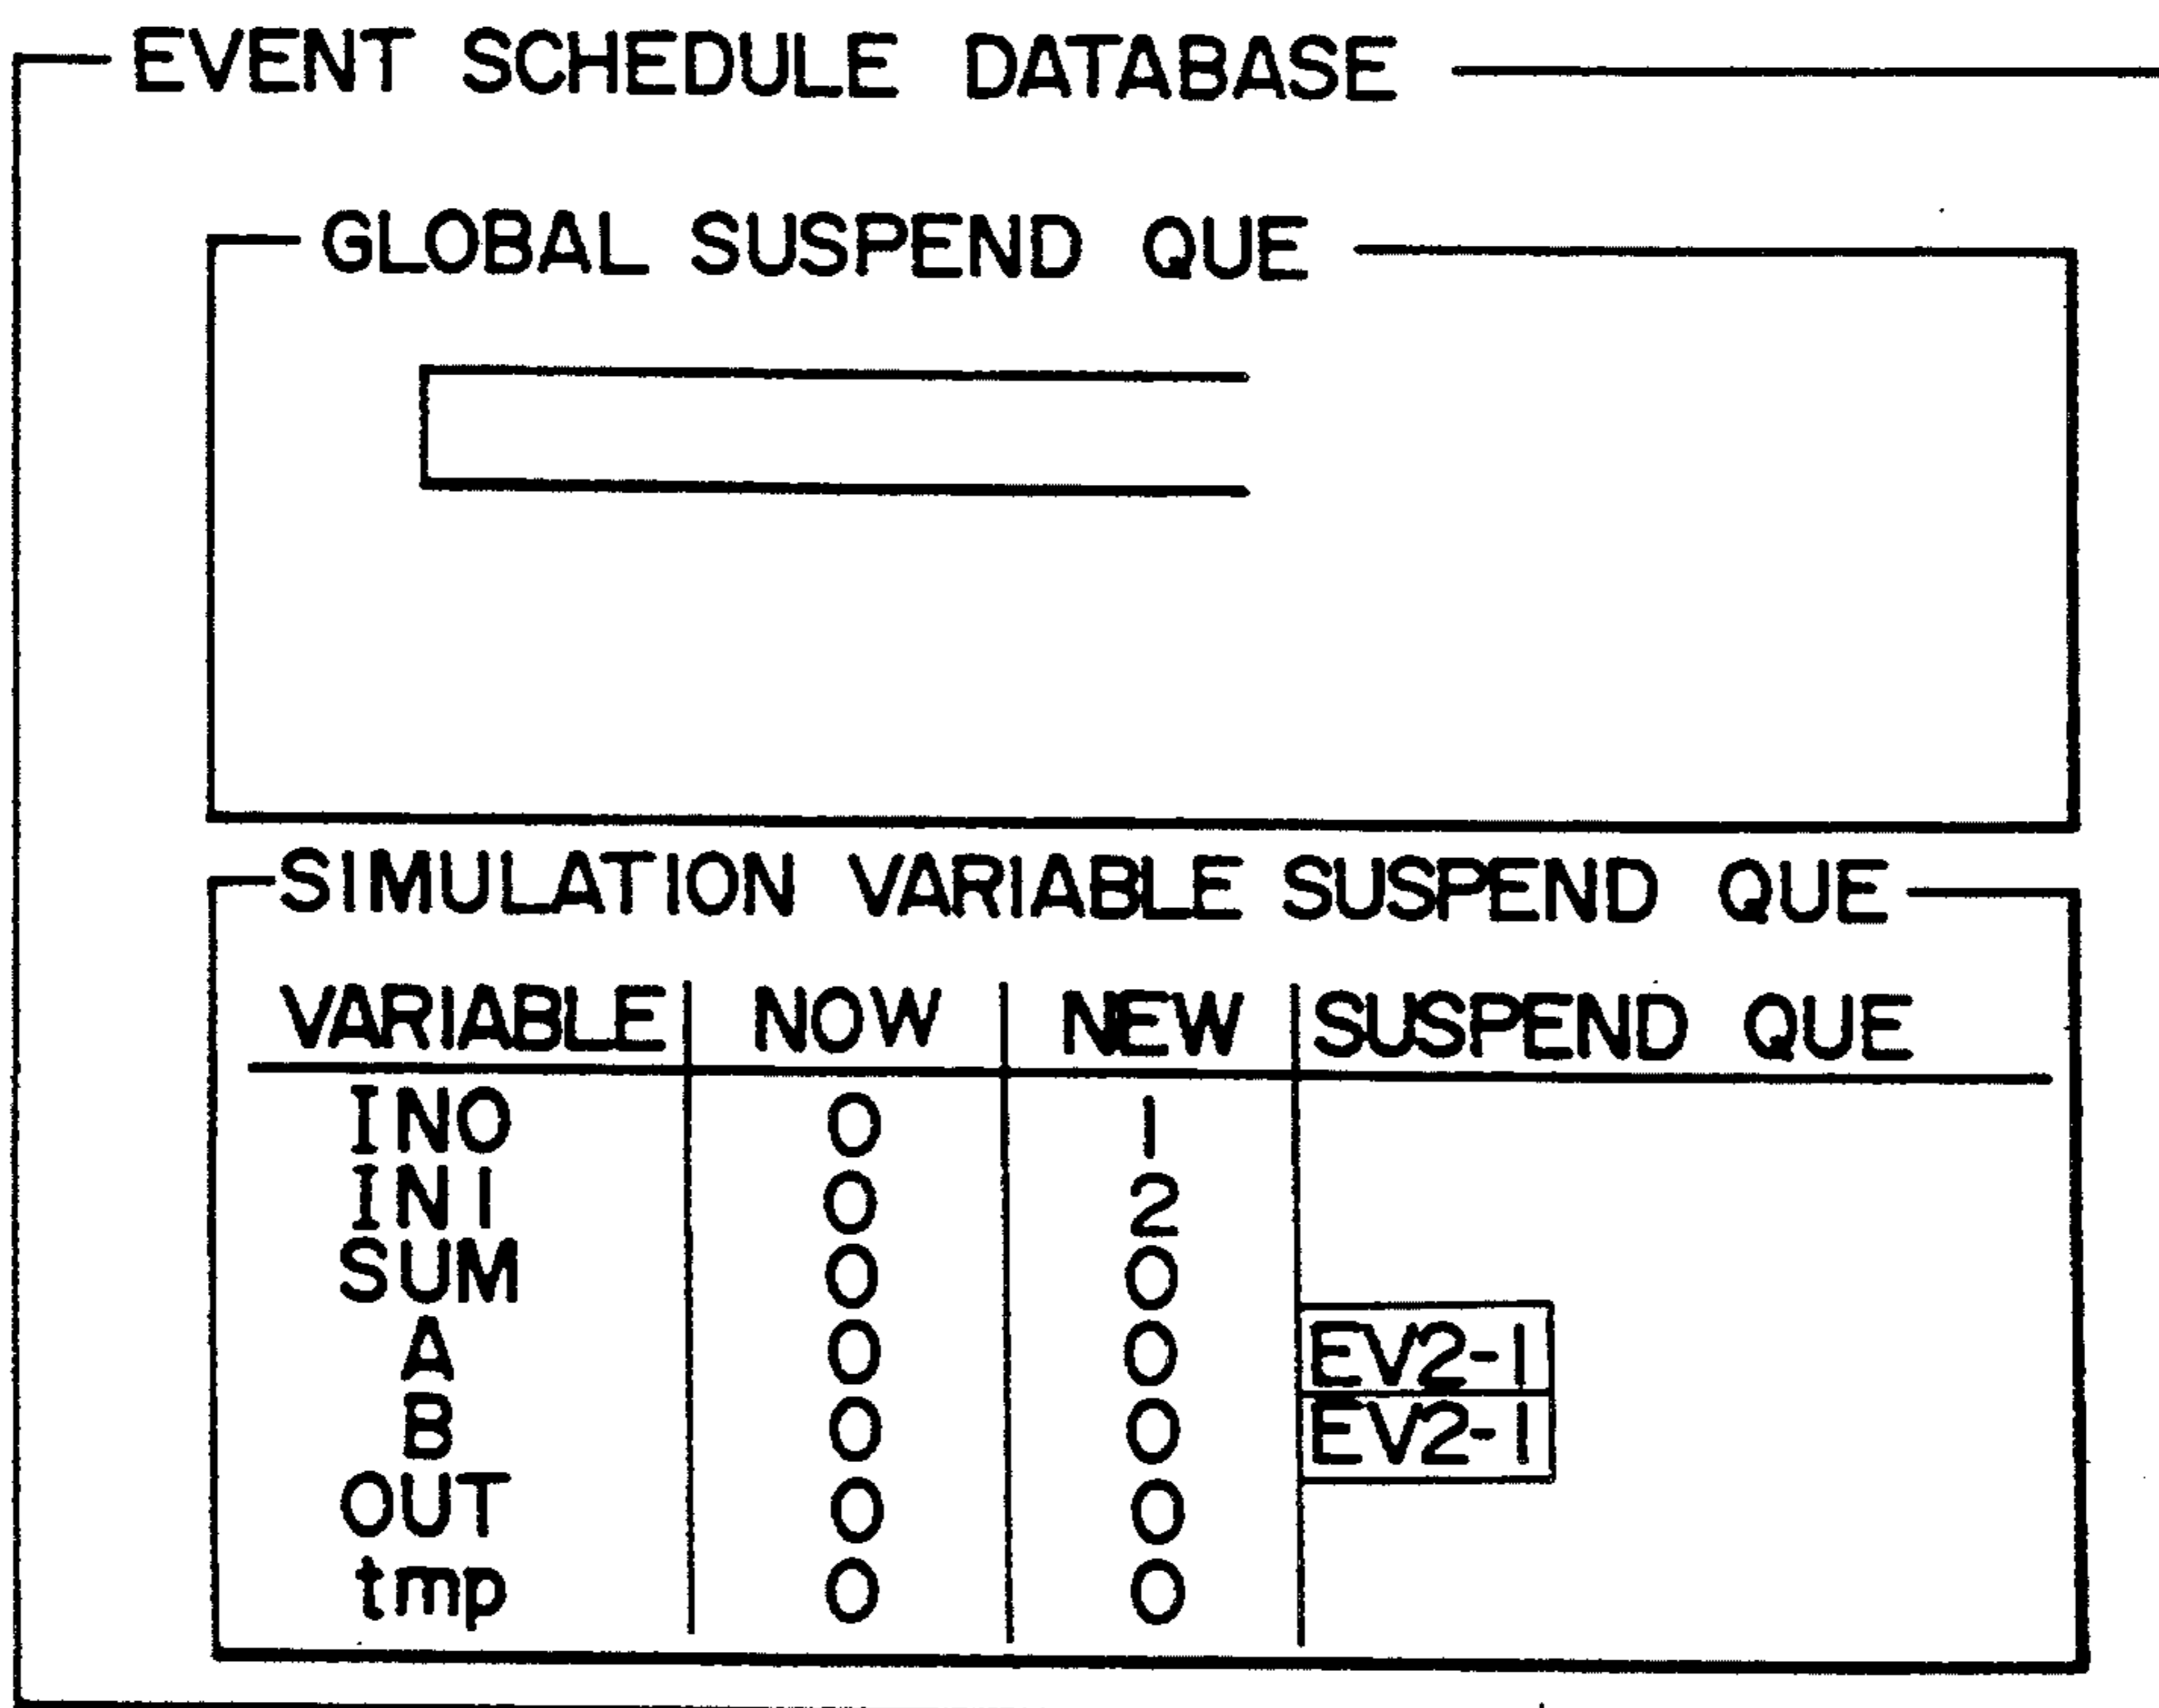 EVENT SCHEDULE DATABASE
GLOBAL SUSPEND QUE
SIMULATION VARIABLE SUSPEND QUE
VARIABLE NOW NEW SUSPEND QUE
IN0 0 1
IN1 0 2
SUM 0 0
A 0 0 EV2-1
B 0 0 EV2-1
OUT 0 0
tmp 0 0